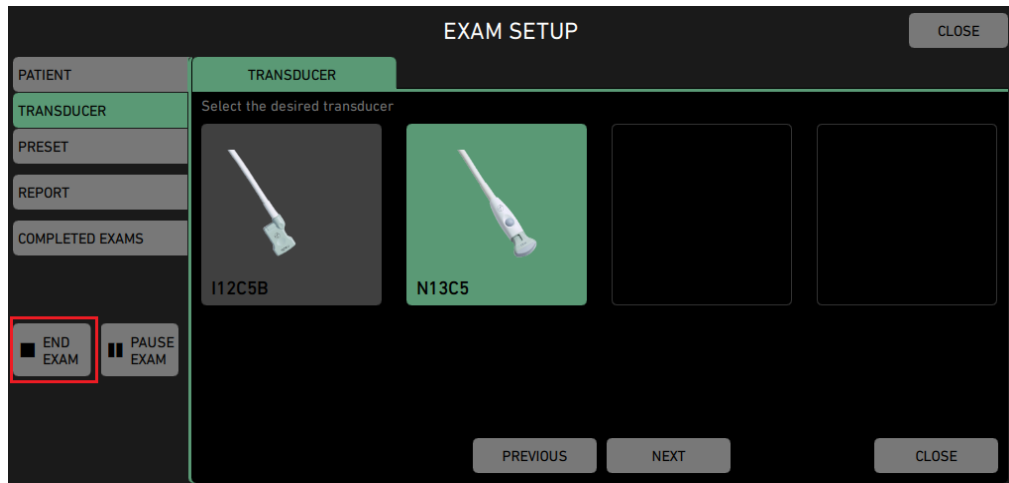 EXAM SETUP
CLOSE
PATIENT
TRANSDUCER
PRESET
REPORT
COMPLETED EXAMS
END
EXAM
PAUSE
EXAM
TRANSDUCER
Select the desired transducer
I12C5B
N13C5
PREVIOUS
NEXT
CLOSE